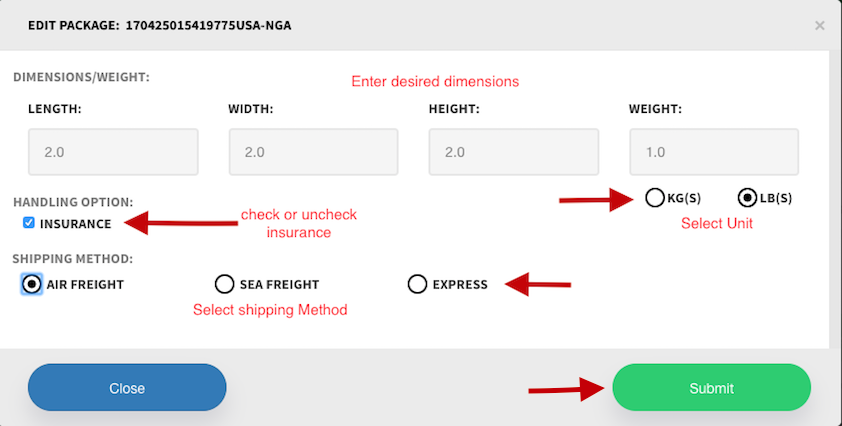 EDIT PACKAGE: 170425015419775USA-NGA ×
DIMENSIONS/WEIGHT:
Enter desired dimensions
LENGTH: WIDTH: HEIGHT: WEIGHT:
2.0 2.0 2.0 1.0
HANDLING OPTION:
KG(S) LB(S)
INSURANCE
check or uncheck
insurance
Select Unit
SHIPPING METHOD:
AIR FREIGHT SEA FREIGHT EXPRESS
Select shipping Method
Close Submit